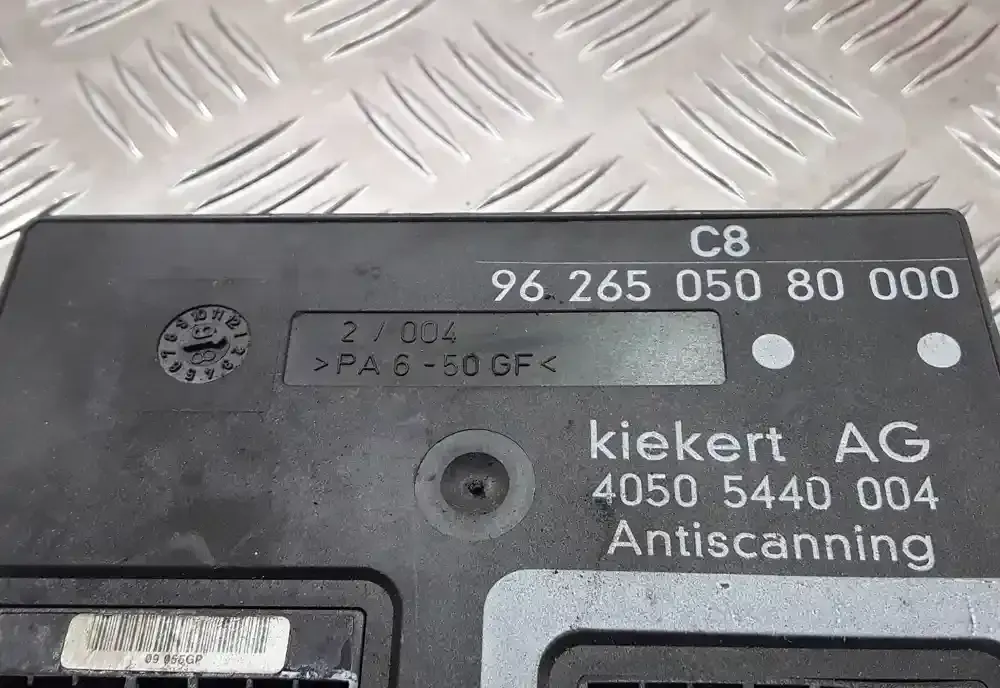 C8
96 265 050 80 000
2 / 004
>PA 6 - 50 GF<
kiekert AG
4050 5440 004
Antiscanning